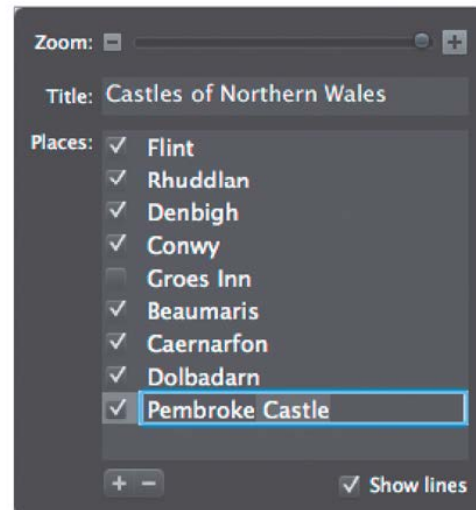 Zoom:
Title: Castles of Northern Wales
Places:
Flint
Rhuddlan
Denbigh
Conwy
Groes Inn
Beaumaris
Caernarfon
Dolbadarn
Pembroke Castle
Show lines